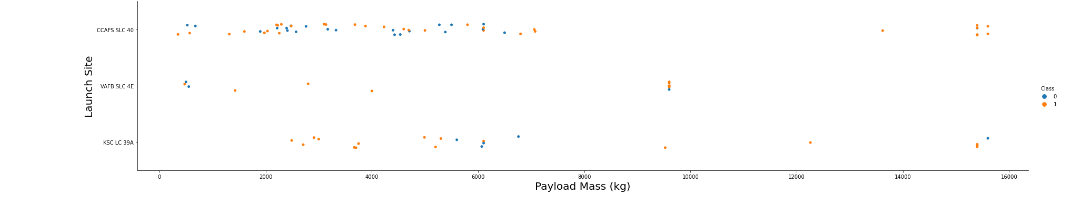 CCAFS SLC 40
VAFB SLC 4E
KSC LC 39A
Launch Site
0 2000 4000 6000 8000 10000 12000 14000 16000
Payload Mass (kg)
Class
0
1